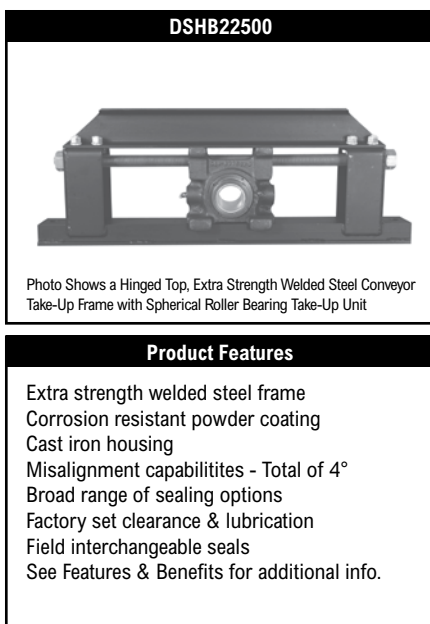 DSHB22500
Photo Shows a Hinged Top, Extra Strength Welded Steel Conveyor
Take-Up Frame with Spherical Roller Bearing Take-Up Unit
Product Features
Extra strength welded steel frame
Corrosion resistant powder coating
Cast iron housing
Misalignment capabilitites - Total of 4°
Broad range of sealing options
Factory set clearance & lubrication
Field interchangeable seals
See Features & Benefits for additional info.